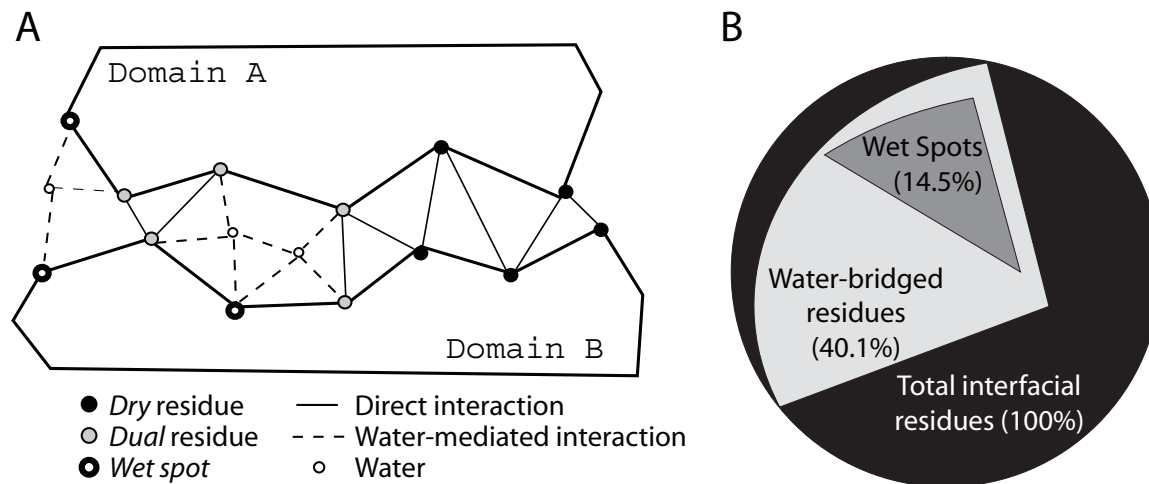 A
Domain A
Domain B
Dry residue
Direct interaction
Dual residue
Water-mediated interaction
Wet spot
Water
B
Wet Spots
(14.5%)
Water-bridged
residues
(40.1%)
Total interfacial
residues (100%)